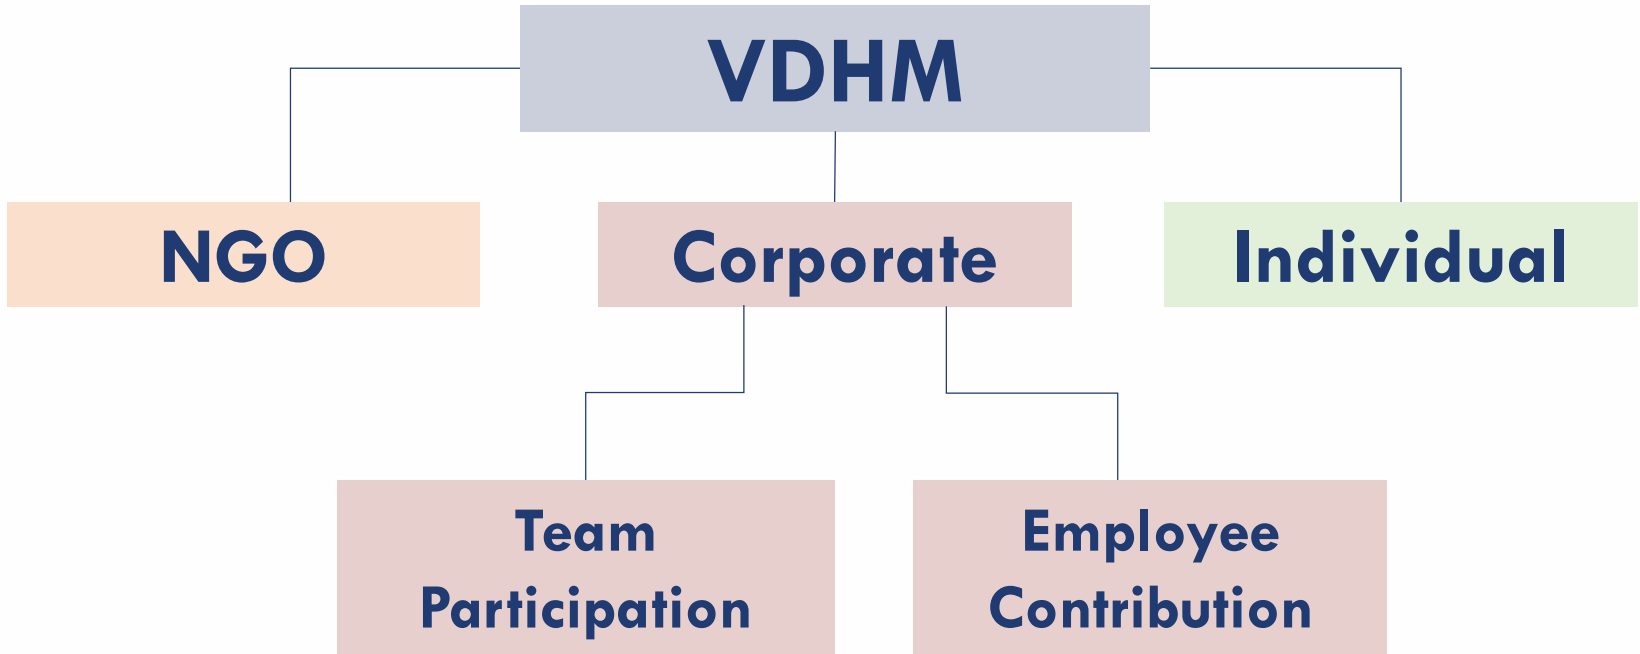 VDHM
NGO
Corporate
Individual
Team
Participation
Employee
Contribution